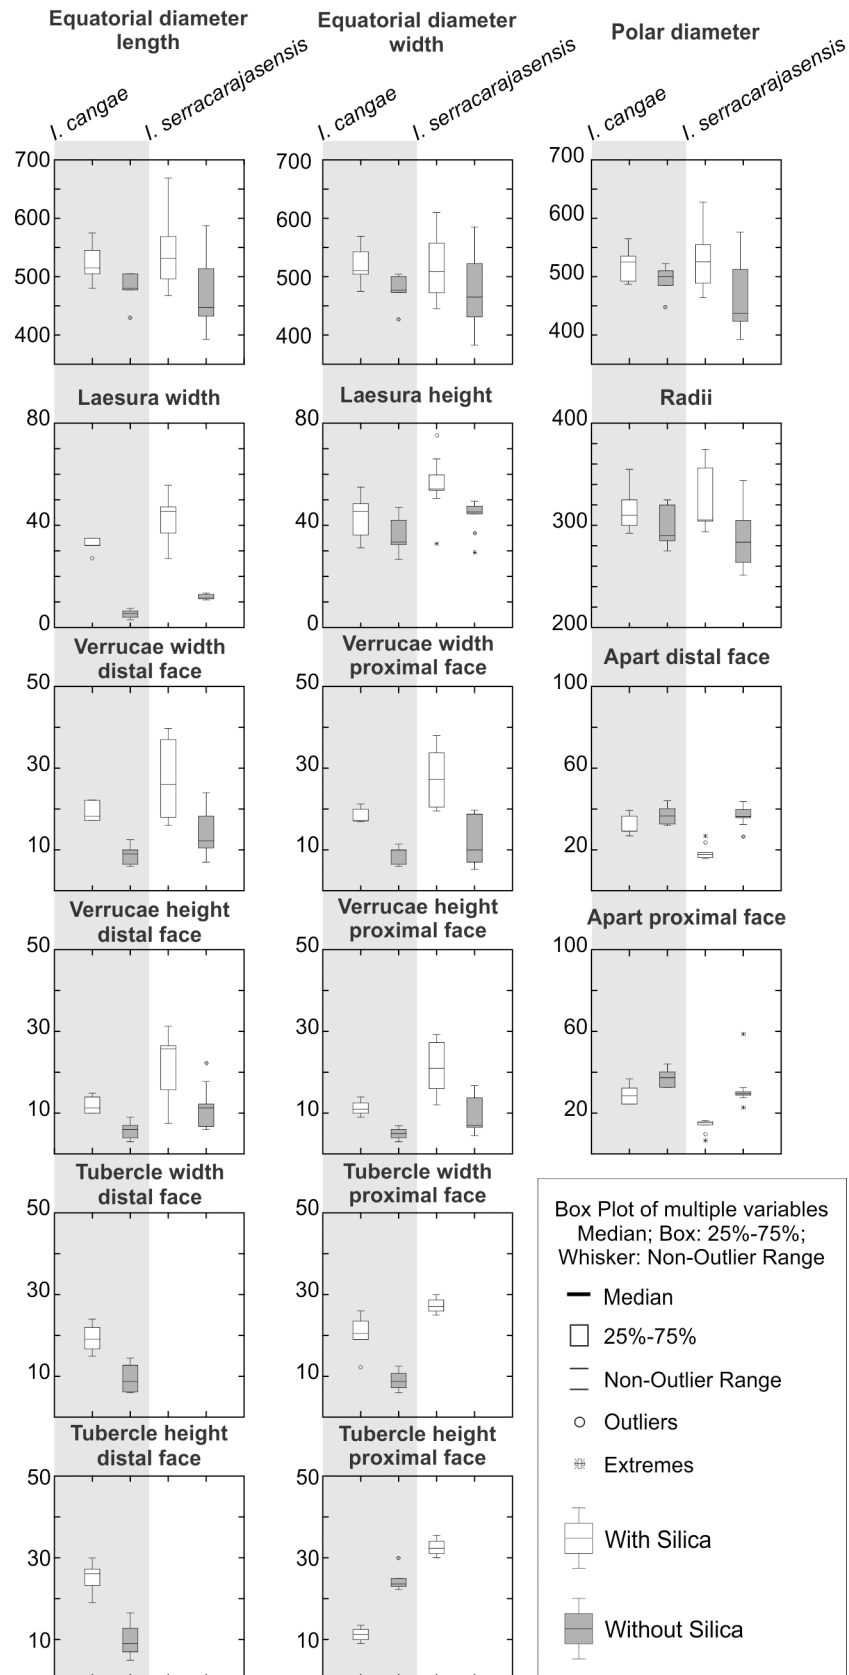 Equatorial diameter
length
Equatorial diameter
width
Polar diameter
I. cangae
I. serracarajasensis
I. cangae
I. serracarajasensis
I. cangae
I. serracarajasensis
700
600
500
400
700
600
500
400
700
600
500
400
Laesura width
Laesura height
Radii
80
40
0
80
40
0
400
300
200
Verrucae width
distal face
Verrucae width
proximal face
Apart distal face
50
30
10
50
30
10
100
60
20
Verrucae height
distal face
Verrucae height
proximal face
Apart proximal face
50
30
10
50
30
10
100
60
20
Tubercle width
distal face
Tubercle width
proximal face
50
30
10
50
30
10
Tubercle height
distal face
Tubercle height
proximal face
50
30
10
50
30
10
Box Plot of multiple variables
Median; Box: 25%-75%;
Whisker: Non-Outlier Range
Median
25%-75%
Non-Outlier Range
Outliers
Extremes
With Silica
Without Silica